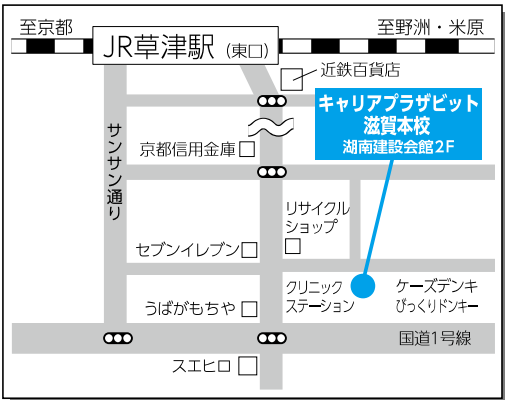 至京都
至野洲・米原
JR草津駅(東口)
近鉄百貨店
キャリアプラザビット
滋賀本校
湖南建設会館2F
サンサン通り
京都信用金庫
リサイクル
ショップ
セブンイレブン
クリニック
ステーション
ケーズデンキ
びっくりドンキー
うばがもちや
国道1号線
スエヒロ